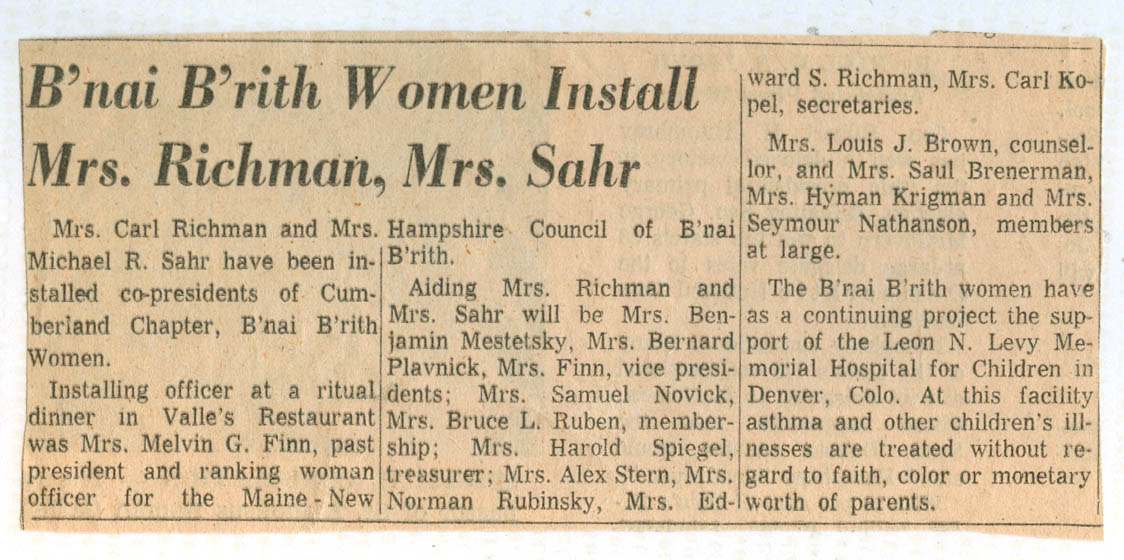 B'nai B'rith Women Install
Mrs. Richman, Mrs. Sahr
Mrs. Carl Richman and Mrs.
Michael R. Sahr have been in-
stalled co-presidents of Cum-
berland Chapter, B'nai B'rith
Women.
Installing officer at a ritual
dinner in Valle's Restaurant
was Mrs. Melvin G. Finn, past
president and ranking woman
officer for the Maine - New
Hampshire Council of B'nai
B'rith.
Aiding Mrs. Richman and
Mrs. Sahr will be Mrs. Ben-
jamin Mestetsky, Mrs. Bernard
Plavnick, Mrs. Finn, vice presi-
dents; Mrs. Samuel Novick,
Mrs. Bruce L. Ruben, member-
ship; Mrs. Harold Spiegel,
treasurer; Mrs. Alex Stern, Mrs.
Norman Rubinsky, Mrs. Ed-
ward S. Richman, Mrs. Carl Ko-
pel, secretaries.
Mrs. Louis J. Brown, counsel-
lor, and Mrs. Saul Brenerman,
Mrs. Hyman Krigman and Mrs.
Seymour Nathanson, members
at large.
The B'nai B'rith women have
as a continuing project the sup-
port of the Leon N. Levy Me-
morial Hospital for Children in
Denver, Colo. At this facility
asthma and other children's ill-
nesses are treated without re-
gard to faith, color or monetary
worth of parents.